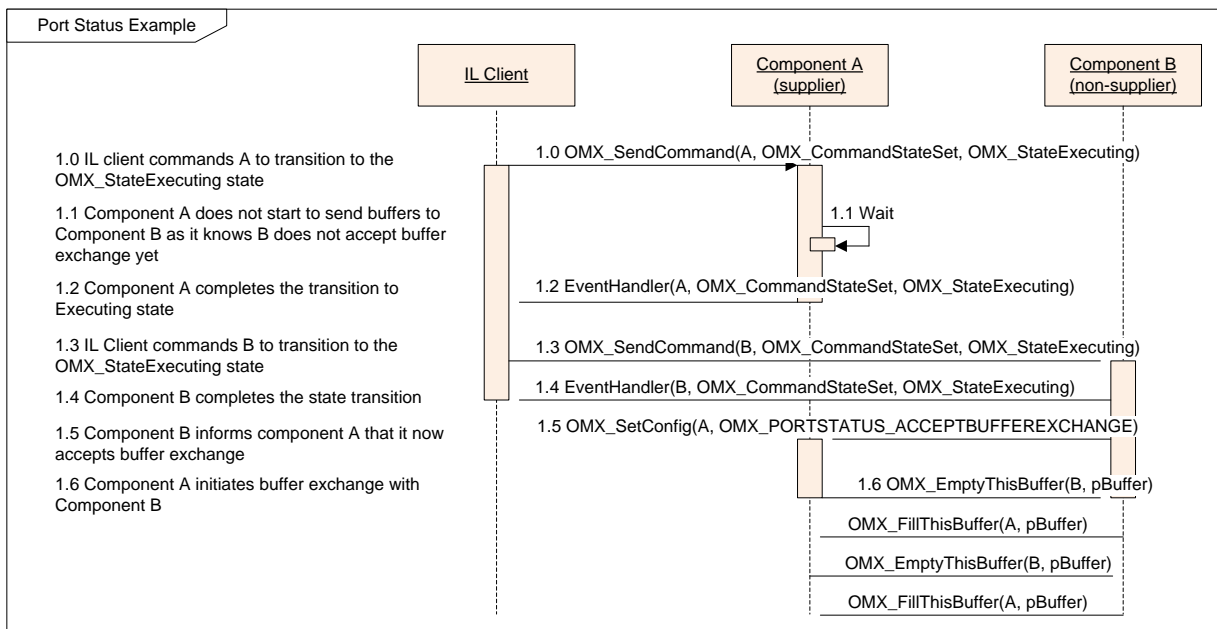 Port Status Example
IL Client
Component A
(supplier)
Component B
(non-supplier)
1.0 IL client commands A to transition to the
OMX_StateExecuting state
1.0 OMX_SendCommand(A, OMX_CommandStateSet, OMX_StateExecuting)
1.1 Component A does not start to send buffers to
Component B as it knows B does not accept buffer
exchange yet
1.1 Wait
1.2 Component A completes the transition to
Executing state
1.2 EventHandler(A, OMX_CommandStateSet, OMX_StateExecuting)
1.3 IL Client commands B to transition to the
OMX_StateExecuting state
1.3 OMX_SendCommand(B, OMX_CommandStateSet, OMX_StateExecuting)
1.4 Component B completes the state transition
1.4 EventHandler(B, OMX_CommandStateSet, OMX_StateExecuting)
1.5 Component B informs component A that it now
accepts buffer exchange
1.5 OMX_SetConfig(A, OMX_PORTSTATUS_ACCEPTBUFFEREXCHANGE)
1.6 Component A initiates buffer exchange with
Component B
1.6 OMX_EmptyThisBuffer(B, pBuffer)
OMX_FillThisBuffer(A, pBuffer)
OMX_EmptyThisBuffer(B, pBuffer)
OMX_FillThisBuffer(A, pBuffer)